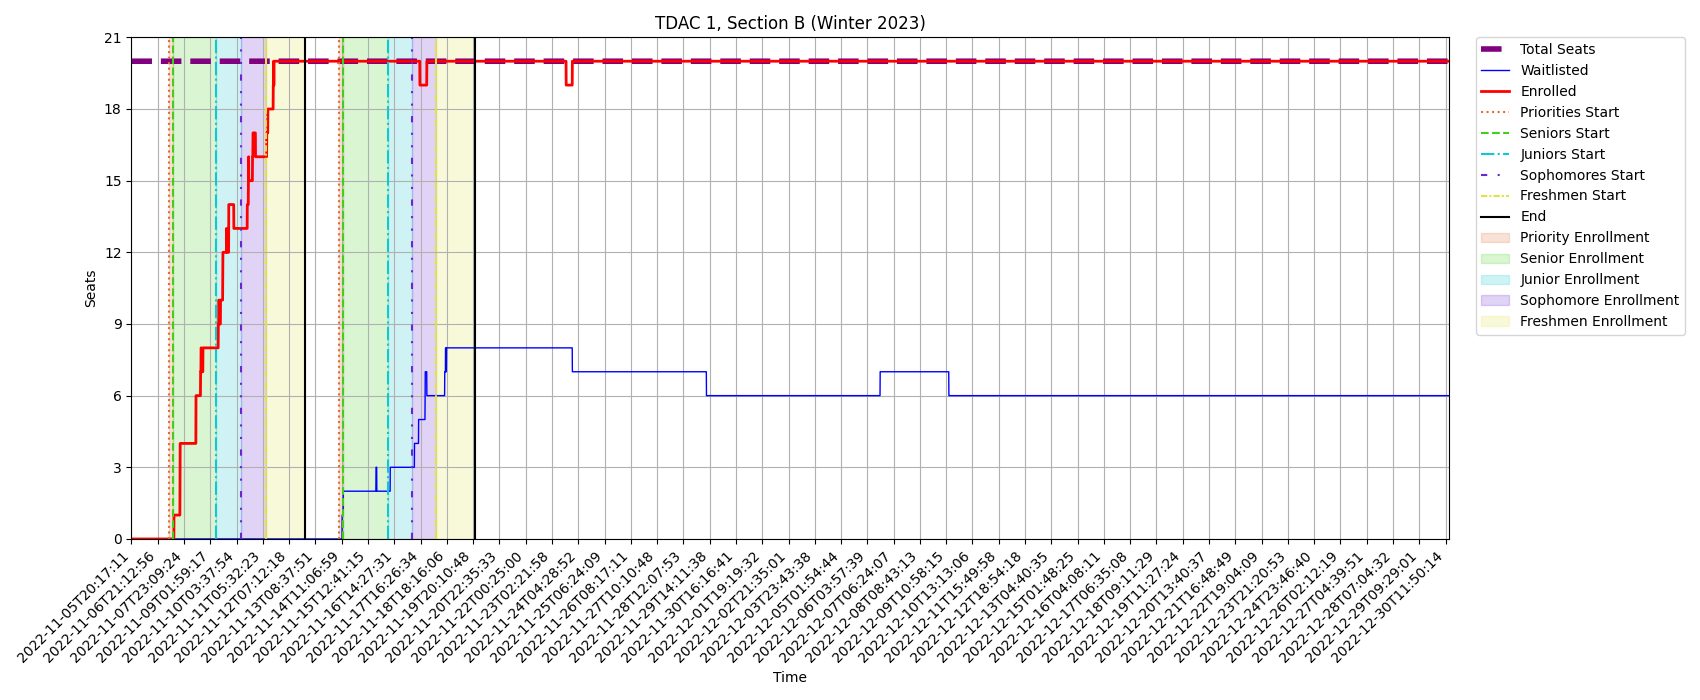 TDAC 1, Section B (Winter 2023)
Seats
21
18
15
12
9
6
3
0
2022-11-05T20:17:11
2022-11-06T21:12:56
2022-11-07T23:09:24
2022-11-09T01:59:17
2022-11-10T03:37:54
2022-11-11T05:32:23
2022-11-12T07:12:18
2022-11-13T08:37:51
2022-11-14T11:06:59
2022-11-15T12:41:15
2022-11-16T14:27:31
2022-11-17T16:26:34
2022-11-18T18:16:06
2022-11-19T20:10:48
2022-11-20T22:35:33
2022-11-22T00:25:00
2022-11-23T02:21:58
2022-11-24T04:28:52
2022-11-25T06:24:09
2022-11-26T08:17:11
2022-11-27T10:10:48
2022-11-28T12:07:53
2022-11-29T14:11:38
2022-11-30T16:16:41
2022-12-01T19:19:32
2022-12-02T21:35:01
2022-12-03T23:43:38
2022-12-05T01:54:44
2022-12-06T03:57:39
2022-12-07T06:24:07
2022-12-08T08:43:13
2022-12-09T10:58:15
2022-12-10T13:13:06
2022-12-11T15:49:58
2022-12-12T18:54:18
2022-12-13T04:40:35
2022-12-15T01:48:25
2022-12-16T04:08:11
2022-12-17T06:35:08
2022-12-18T09:11:29
2022-12-19T11:27:24
2022-12-20T13:40:37
2022-12-21T16:48:49
2022-12-22T19:04:09
2022-12-23T21:20:53
2022-12-24T23:46:40
2022-12-26T02:12:19
2022-12-27T04:39:51
2022-12-28T07:04:32
2022-12-29T09:29:01
2022-12-30T11:50:14
Time
Total Seats
Waitlisted
Enrolled
Priorities Start
Seniors Start
Juniors Start
Sophomores Start
Freshmen Start
End
Priority Enrollment
Senior Enrollment
Junior Enrollment
Sophomore Enrollment
Freshmen Enrollment